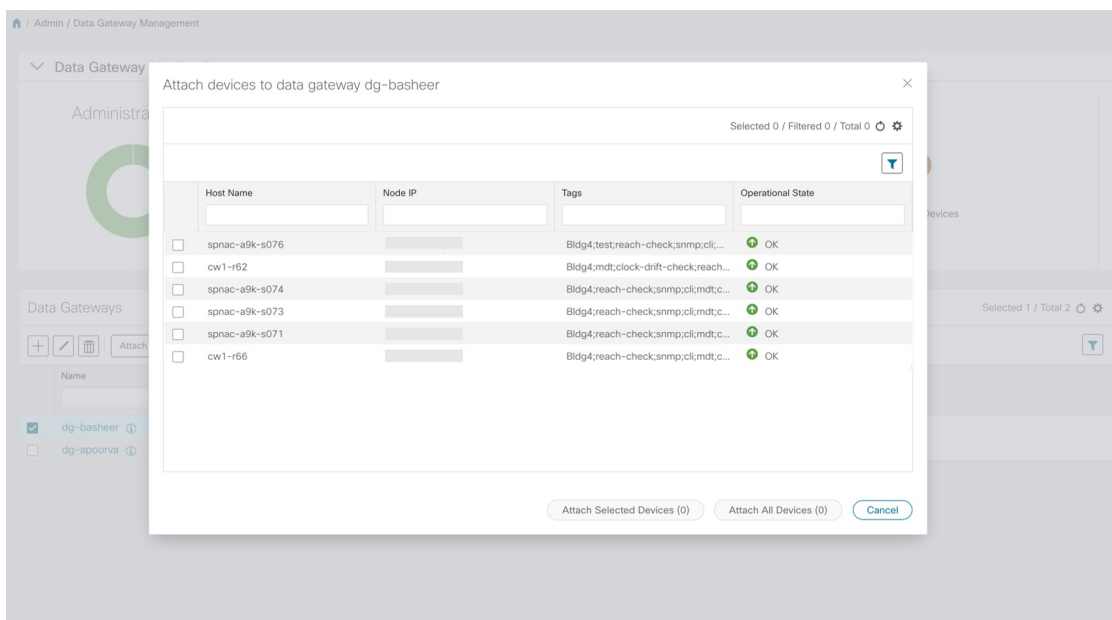 / Admin / Data Gateway Management
Data Gateway
Administra
Attach devices to data gateway dg-basheer
Selected 0 / Filtered 0 / Total 0
Host Name Node IP Tags Operational State
spnac-a9k-s076 Bldg4;test;reach-check;snmp;cli;... OK
cw1-r62 Bldg4;mdt;clock-drift-check;reach... OK
spnac-a9k-s074 Bldg4;reach-check;snmp;cli;mdt;c... OK
spnac-a9k-s073 Bldg4;reach-check;snmp;cli;mdt;c... OK
spnac-a9k-s071 Bldg4;reach-check;snmp;cli;mdt;c... OK
cw1-r66 Bldg4;reach-check;snmp;cli;mdt;c... OK
Attach Selected Devices (0) Attach All Devices (0) Cancel
Devices
Data Gateways Selected 1 / Total 2
Attach
Name
dg-basheer
dg-apoorva